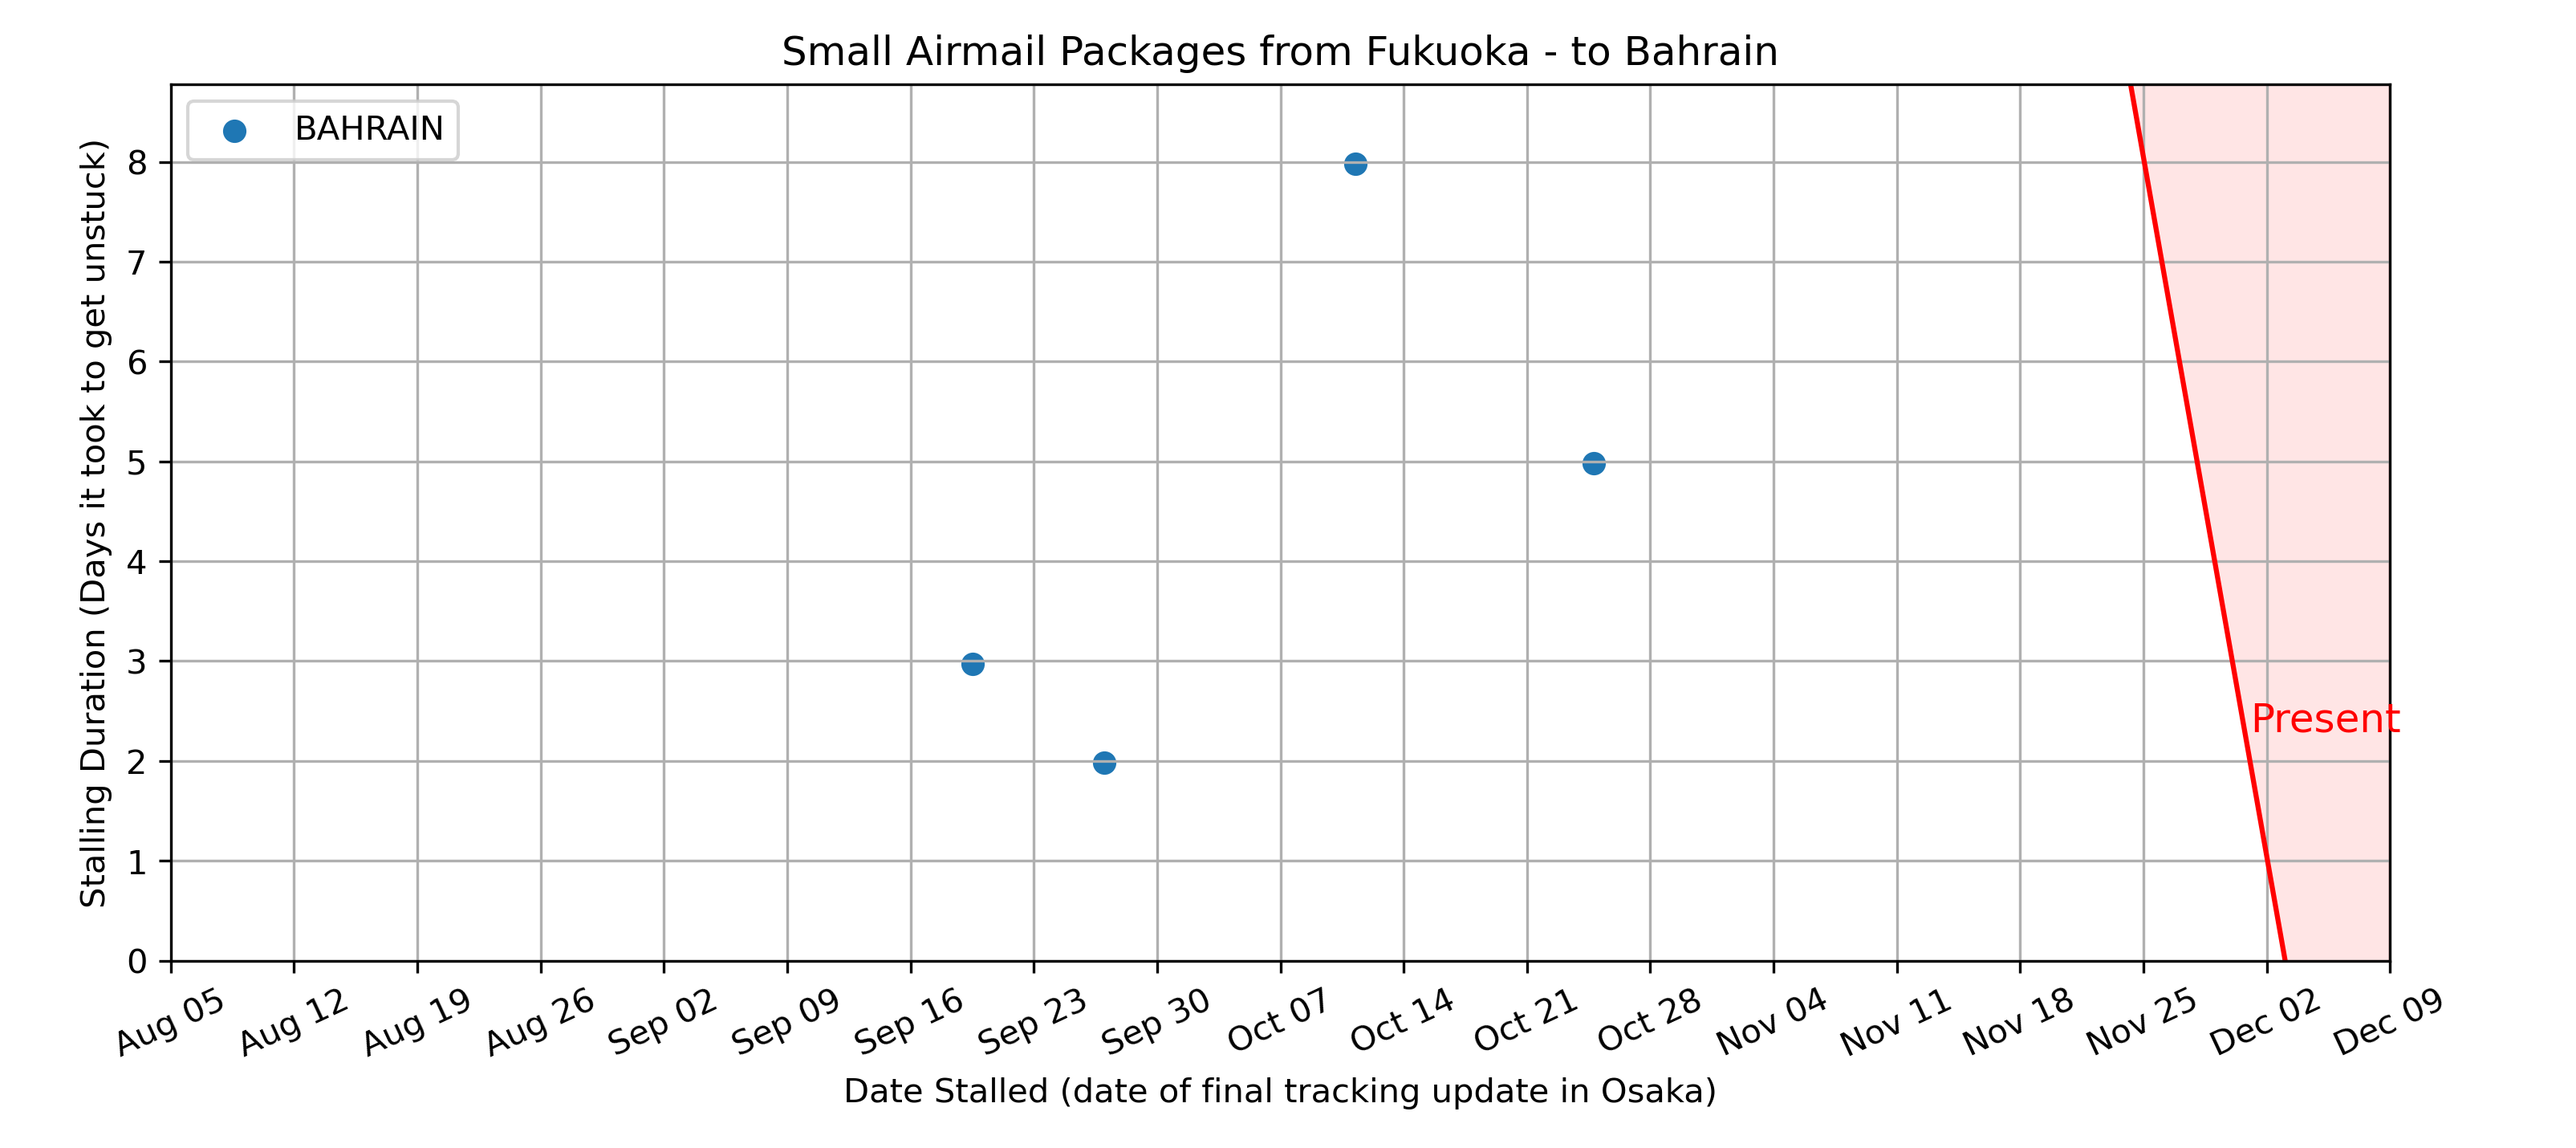 Small Airmail Packages from Fukuoka - to Bahrain
BAHRAIN
Stalling Duration (Days it took to get unstuck)
8
7
6
5
4
3
2
1
0
Present
Aug 05 Aug 12 Aug 19 Aug 26 Sep 02 Sep 09 Sep 16 Sep 23 Sep 30 Oct 07 Oct 14 Oct 21 Oct 28 Nov 04 Nov 11 Nov 18 Nov 25 Dec 02 Dec 09
Date Stalled (date of final tracking update in Osaka)